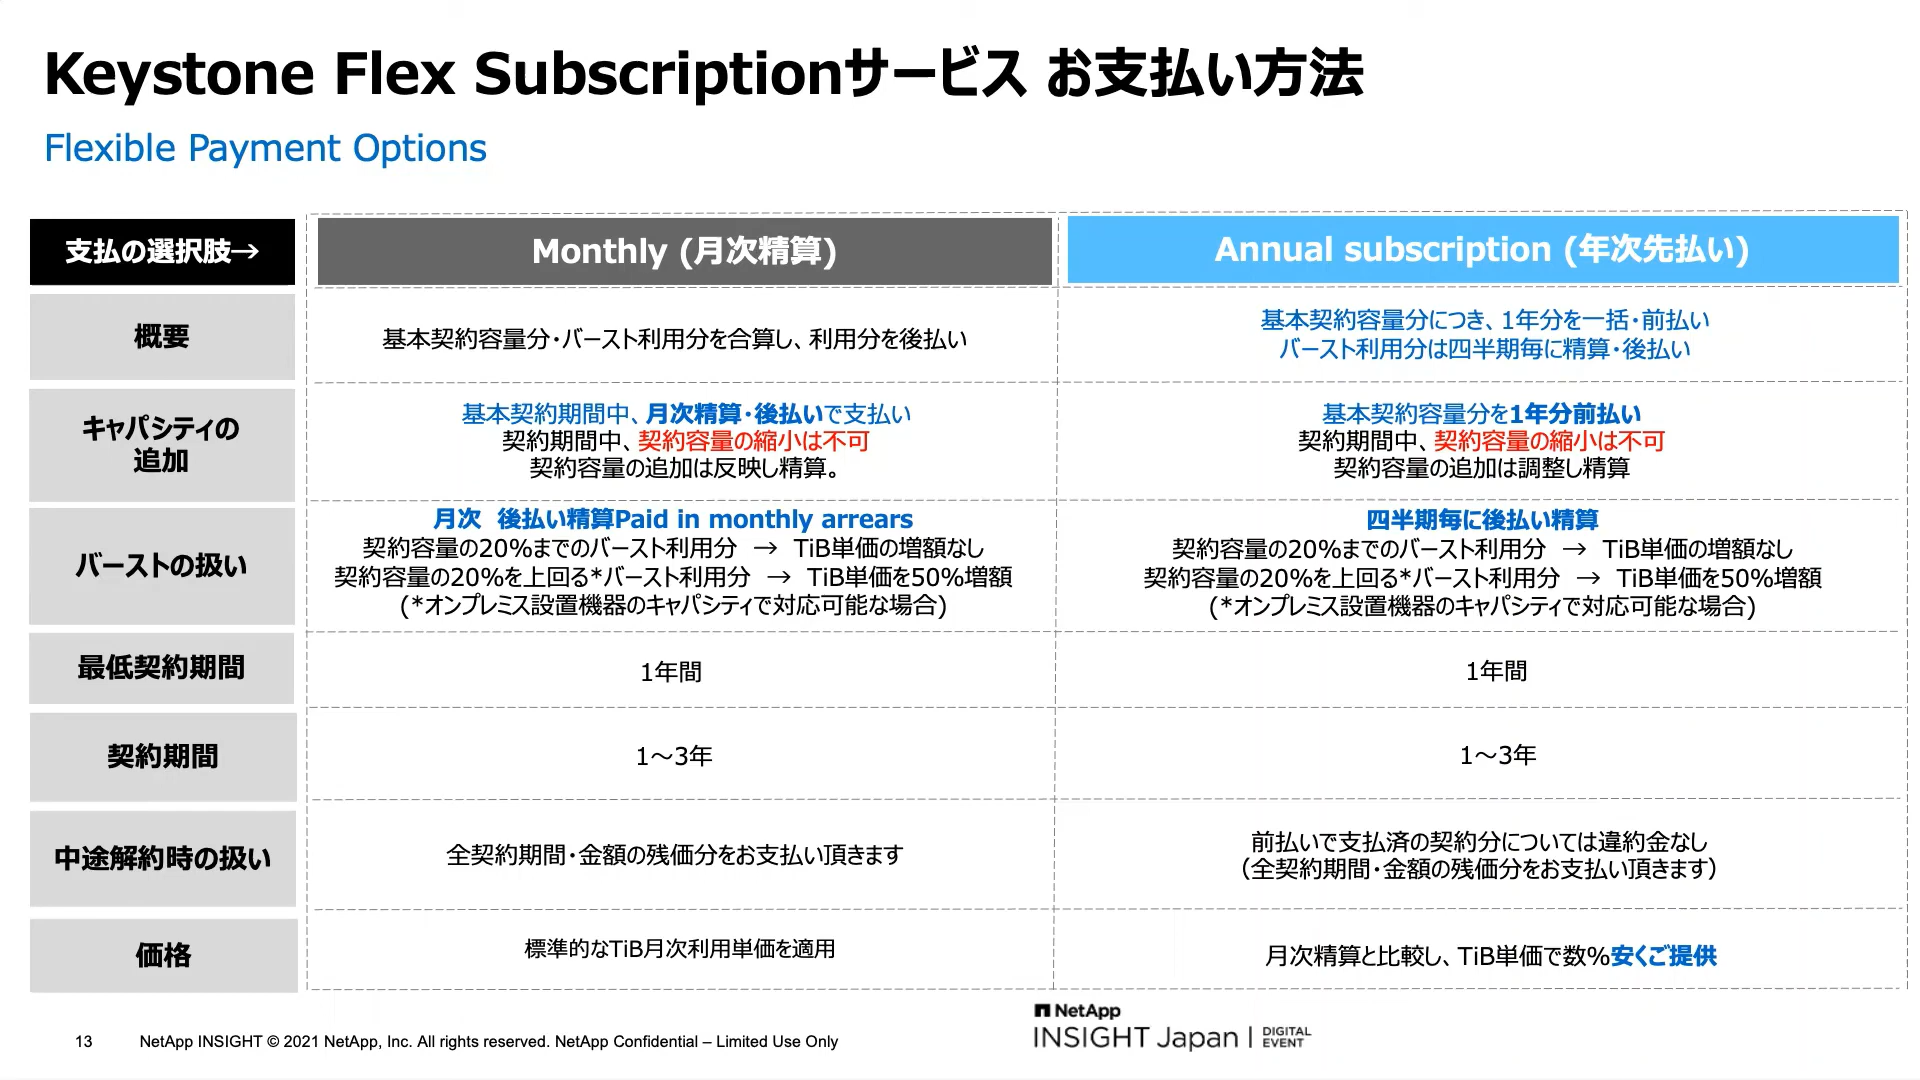 Keystone Flex Subscriptionサービス お支払い方法
Flexible Payment Options
支払の選択肢→
Monthly (月次精算)
Annual subscription (年次先払い)
概要
基本契約容量分・バースト利用分を合算し、利用分を後払い
基本契約容量分につき、1年分を一括・前払い
バースト利用分は四半期毎に精算・後払い
キャパシティの
追加
基本契約期間中、月次精算・後払いで支払い
契約期間中、契約容量の縮小は不可
契約容量の追加は反映し精算。
基本契約容量分を1年分前払い
契約期間中、契約容量の縮小は不可
契約容量の追加は調整し精算
バーストの扱い
月次 後払い精算Paid in monthly arrears
契約容量の20%までのバースト利用分 → TiB単価の増額なし
契約容量の20%を上回る*バースト利用分 → TiB単価を50%増額
(*オンプレミス設置機器のキャパシティで対応可能な場合)
四半期毎に後払い精算
契約容量の20%までのバースト利用分 → TiB単価の増額なし
契約容量の20%を上回る*バースト利用分 → TiB単価を50%増額
(*オンプレミス設置機器のキャパシティで対応可能な場合)
最低契約期間
1年間
1年間
契約期間
1～3年
1～3年
中途解約時の扱い
全契約期間・金額の残価分をお支払い頂きます
前払いで支払済の契約分については違約金なし
（全契約期間・金額の残価分をお支払い頂きます）
価格
標準的なTiB月次利用単価を適用
月次精算と比較し、TiB単価で数%安くご提供
13
NetApp INSIGHT © 2021 NetApp, Inc. All rights reserved. NetApp Confidential – Limited Use Only
NetApp
INSIGHT Japan | DIGITAL
EVENT